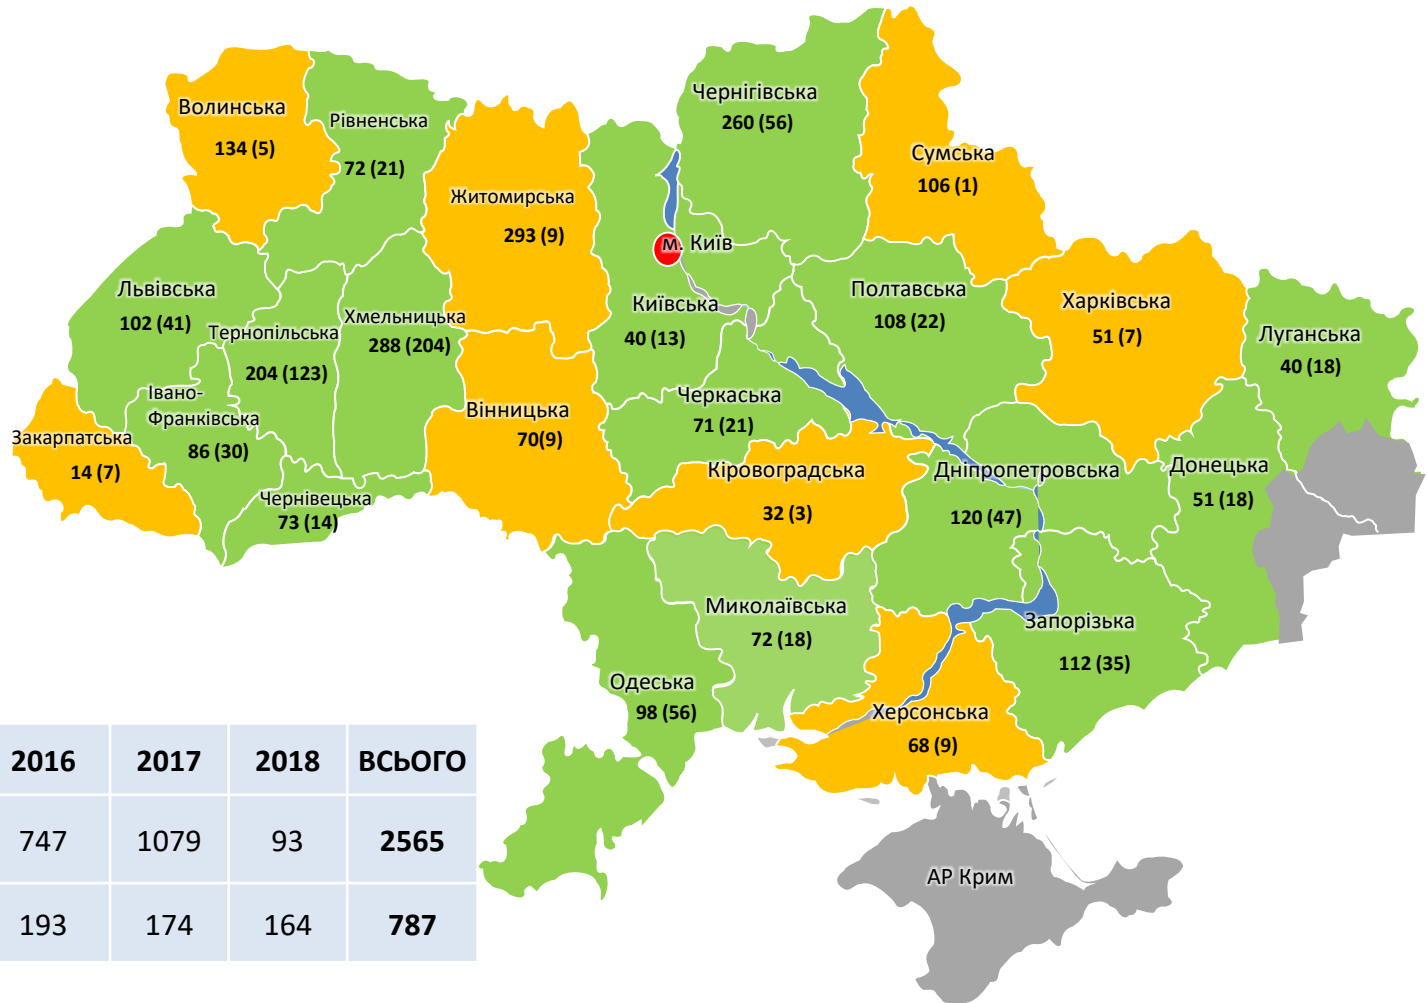 Волинська
134 (5)
Рівненська
72 (21)
Житомирська
293 (9)
Чернігівська
260 (56)
Сумська
106 (1)
м. Київ
Київська
40 (13)
Львівська
102 (41)
Тернопільська
204 (123)
Хмельницька
288 (204)
Полтавська
108 (22)
Харківська
51 (7)
Луганська
40 (18)
Івано-
Франківська
86 (30)
Закарпатська
14 (7)
Чернівецька
73 (14)
Вінницька
70(9)
Черкаська
71 (21)
Кіровоградська
32 (3)
Дніпропетровська
120 (47)
Донецька
51 (18)
Миколаївська
72 (18)
Запорізька
112 (35)
Одеська
98 (56)
Херсонська
68 (9)
АР Крим
2016 2017 2018 ВСЬОГО
747 1079 93 2565
193 174 164 787